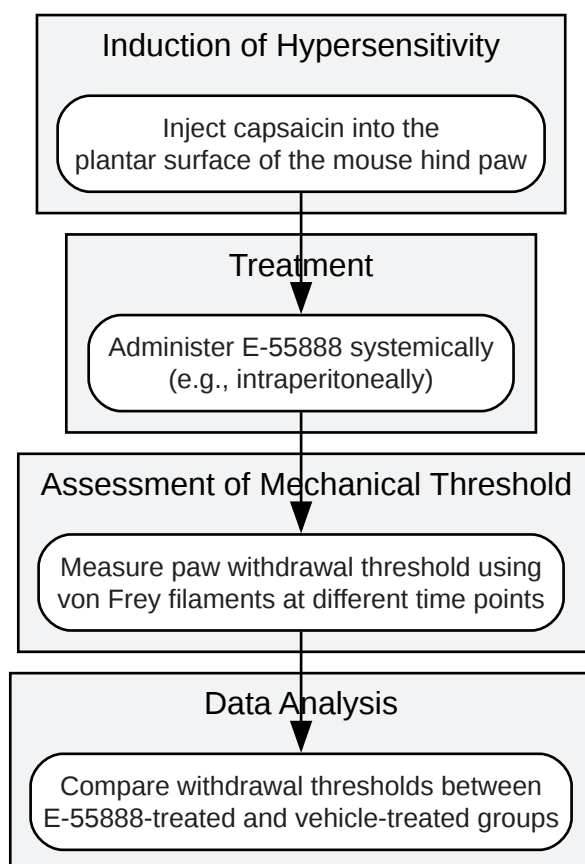 Induction of Hypersensitivity
Inject capsaicin into the
plantar surface of the mouse hind paw
Treatment
Administer E-55888 systemically
(e.g., intraperitoneally)
Assessment of Mechanical Threshold
Measure paw withdrawal threshold using
von Frey filaments at different time points
Data Analysis
Compare withdrawal thresholds between
E-55888-treated and vehicle-treated groups